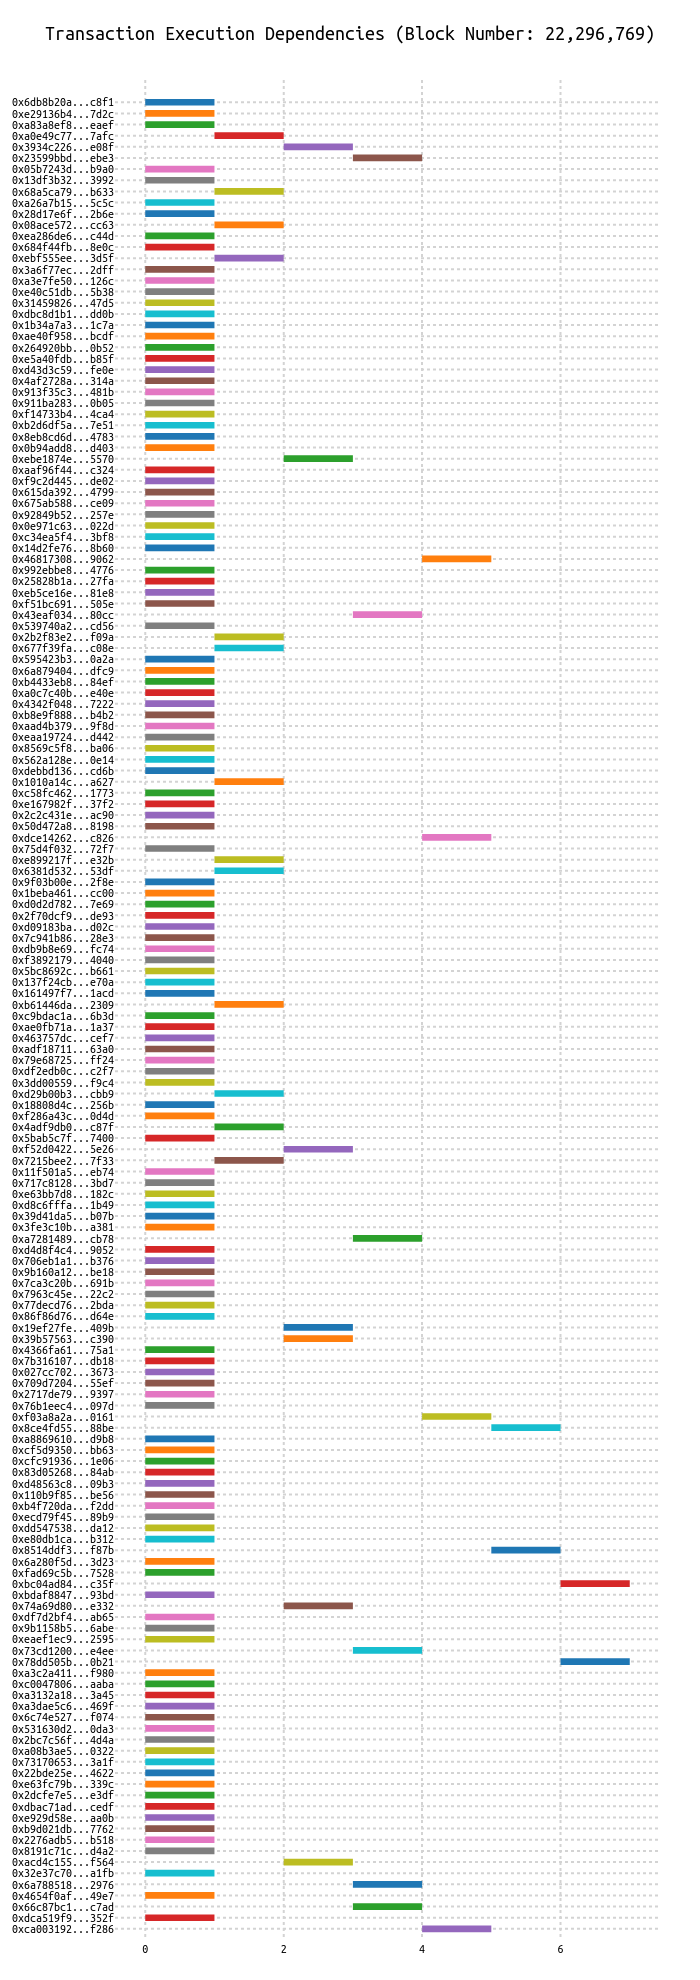 Transaction Execution Dependencies (Block Number: 22,296,769)
0x6db8b20a...c8f1
0xe29136b4...7d2c
0xa83a8ef8...eaef
0xa0e49c77...7afc
0x3934c226...e08f
0x23599bbd...ebe3
0x05b7243d...b9a0
0x13df3b32...3992
0x68a5ca79...b633
0xa26a7b15...5c5c
0x28d17e6f...2b6e
0x08ace572...cc63
0xea286de6...c44d
0x684f44fb...8e0c
0xebf555ee...3d5f
0x3a6f77ec...2dff
0xa3e7fe50...126c
0xe40c51db...5b38
0x31459826...47d5
0xdbc8d1b1...dd0b
0x1b34a7a3...1c7a
0xae40f958...bcdf
0x264920bb...0b52
0xe5a40fdb...b85f
0xd43d3c59...fe0e
0x4af2728a...314a
0x913f35c3...481b
0x911ba283...0b05
0xf14733b4...4ca4
0xb2d6df5a...7e51
0x8eb8cd6d...4783
0x0b94add8...d403
0xebe1874e...5570
0xaaf96f44...c324
0xf9c2d445...de02
0x615da392...4799
0x675ab588...ce09
0x92849b52...257e
0x0e971c63...022d
0xc34ea5f4...3bf8
0x14d2fe76...8b60
0x46817308...9062
0x992ebbe8...4776
0x25828b1a...27fa
0xeb5ce16e...81e8
0xf51bc691...505e
0x43eaf034...80cc
0x539740a2...cd56
0x2b2f83e2...f09a
0x677f39fa...c08e
0x595423b3...0a2a
0x6a879404...dfc9
0xb4433eb8...84ef
0xa0c7c40b...e40e
0x4342f048...7222
0xb8e9f888...b4b2
0xaad4b379...9f8d
0xeaa19724...d442
0x8569c5f8...ba06
0x562a128e...0e14
0xdebbd136...cd6b
0x1010a14c...a627
0xc58fc462...1773
0xe167982f...37f2
0x2c2c431e...ac90
0x50d472a8...8198
0xdce14262...c826
0x75d4f032...72f7
0xe899217f...e32b
0x6381d532...53df
0x9f03b00e...2f8e
0x1beba461...cc00
0xd0d2d782...7e69
0x2f70dcf9...de93
0xd09183ba...d02c
0x7c941b86...28e3
0xdb9b8e69...fc74
0xf3892179...4040
0x5bc8692c...b661
0x137f24cb...e70a
0x161497f7...1acd
0xb61446da...2309
0xc9bdac1a...6b3d
0xae0fb71a...1a37
0x463757dc...cef7
0xadf18711...63a0
0x79e68725...ff24
0xdf2edb0c...c2f7
0x3dd00559...f9c4
0xd29b00b3...cbb9
0x18808d4c...256b
0xf286a43c...0d4d
0x4adf9db0...c87f
0x5bab5c7f...7400
0xf52d0422...5e26
0x7215bee2...7f33
0x11f501a5...eb74
0x717c8128...3bd7
0xe63bb7d8...182c
0xd8c6fffa...1b49
0x39d41da5...b07b
0x3fe3c10b...a381
0xa7281489...cb78
0xd4d8f4c4...9052
0x706eb1a1...b376
0x9b160a12...be18
0x7ca3c20b...691b
0x7963c45e...22c2
0x77decd76...2bda
0x86f86d76...d64e
0x19ef27fe...409b
0x39b57563...c390
0x4366fa61...75a1
0x7b316107...db18
0x027cc702...3673
0x709d7204...55ef
0x2717de79...9397
0x76b1eec4...097d
0xf03a8a2a...0161
0x8ce4fd55...88be
0xa8869610...d9b8
0xcf5d9350...bb63
0xcfc91936...1e06
0x83d05268...84ab
0xd48563c8...09b3
0x110b9f85...be56
0xb4f720da...f2dd
0xecd79f45...89b9
0xdd547538...da12
0xe80db1ca...b312
0x8514ddf3...f87b
0x6a280f5d...3d23
0xfad69c5b...7528
0xbc04ad84...c35f
0xbdaf8847...93bd
0x74a69d80...e332
0xdf7d2bf4...ab65
0x9b1158b5...6abe
0xeaef1ec9...2595
0x73cd1200...e4ee
0x78dd505b...0b21
0xa3c2a411...f980
0xc0047806...aaba
0xa3132a18...3a45
0xa3dae5c6...469f
0x6c74e527...f074
0x531630d2...0da3
0x2bc7c56f...4d4a
0xa08b3ae5...0322
0x73170653...3a1f
0x22bde25e...4622
0xe63fc79b...339c
0x2dcfe7e5...e3df
0xdbac71ad...cedf
0xe929d58e...aa0b
0xb9d021db...7762
0x2276adb5...b518
0x8191c71c...d4a2
0xacd4c155...f564
0x32e37c70...a1fb
0x6a788518...2976
0x4654f0af...49e7
0x66c87bc1...c7ad
0xdca519f9...352f
0xca003192...f286
0 2 4 6